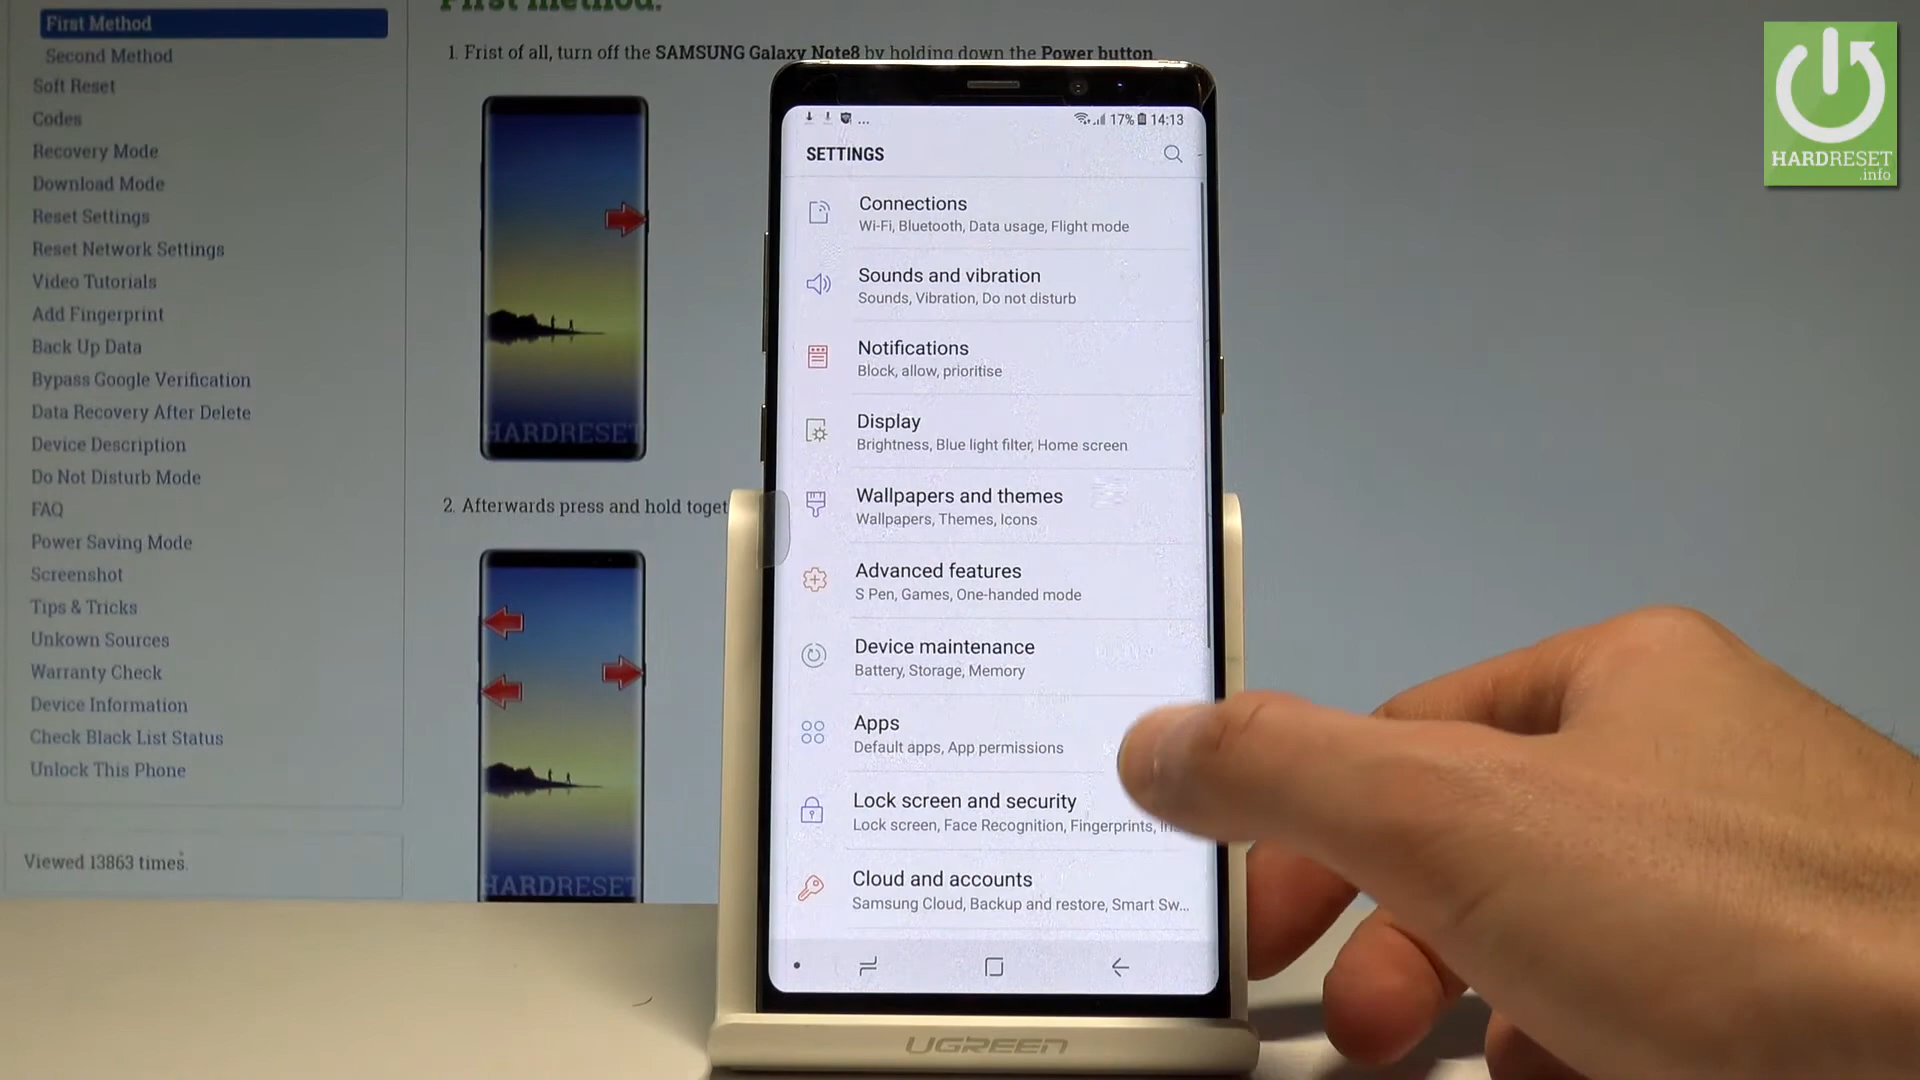 First Method
Second Method
Soft Reset
Codes
Recovery Mode
Download Mode
Reset Settings
Reset Network Settings
Video Tutorials
Add Fingerprint
Back Up Data
Bypass Google Verification
Data Recovery After Delete
Device Description
Do Not Disturb Mode
FAQ
Power Saving Mode
Screenshot
Tips & Tricks
Unkown Sources
Warranty Check
Device Information
Check Black List Status
Unlock This Phone
Viewed 13863 times.
First method:
1. Frist of all, turn off the SAMSUNG Galaxy Note8 by holding down the Power button
HARDRESET
2. Afterwards press and hold toget
HARDRESET
17% 14:13
SETTINGS
Connections
Wi-Fi, Bluetooth, Data usage, Flight mode
Sounds and vibration
Sounds, Vibration, Do not disturb
Notifications
Block, allow, prioritise
Display
Brightness, Blue light filter, Home screen
Wallpapers and themes
Wallpapers, Themes, Icons
Advanced features
S Pen, Games, One-handed mode
Device maintenance
Battery, Storage, Memory
Apps
Default apps, App permissions
Lock screen and security
Lock screen, Face Recognition, Fingerprints,
Cloud and accounts
Samsung Cloud, Backup and restore, Smart Sw...
UGREEN
HARDRESET
.info